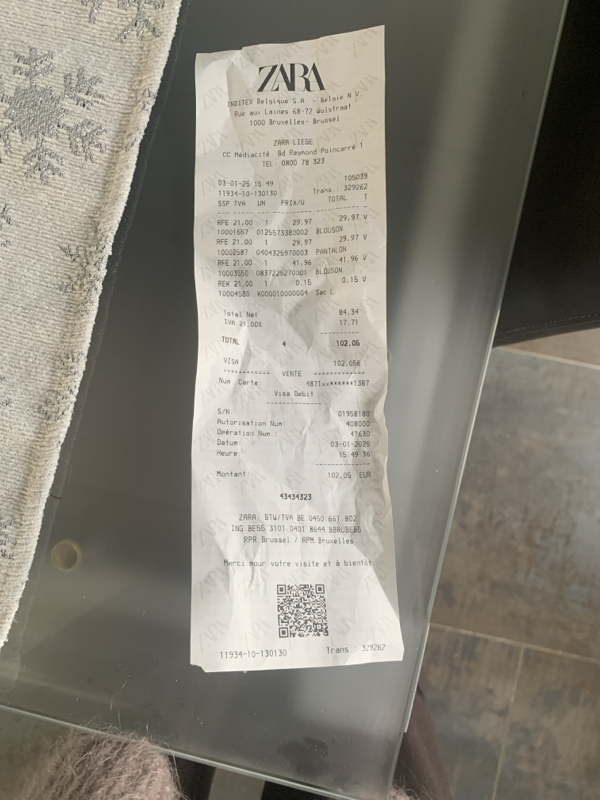 ZARA
INDITEX Belgique S.A. - Belgie N.V.
Rue aux Laines 68-72 Wolstraat
1000 Bruxelles- Brussel
ZARA LIEGE
CC Médiacité Bd Raymond Poincarré 1
TEL: 0800 78 323
03-01-25 15:49 105039
11934-10-130130 Trans.: 329262
SSP TVA UN PRIX/U TOTAL T
RFE 21,00 1 29.97 29.97 V
10001667 0125573380002 BLOUSON
RFE 21,00 1 29.97 29.97 V
10002587 0404326970003 PANTALON
RFE 21,00 1 41.96 41.96 V
10003550 0837226270001 BLOUSON
REK 21,00 1 0.15 0.15 V
10004580 K000010000004 Sac L
Total Net 84,34
IVA 21,00% 17,71
TOTAL 4 102.05
VISA 102.05€
************ VENTE ************
Num Carte: 4871xx******1387
Visa Debit
S/N 01958180
Autorisation Num: 408000
Opération Num.: 47630
Datum: 03-01-2025
Heure: 15:49:36
Montant: 102,05 EUR
43434323
ZARA. BTW/TVA BE 0450.661.802
ING BE55 3101 0401 8644 BBRUBEBB
RPR Brussel / RPM Bruxelles
Merci pour votre visite et à bientôt
11934-10-130130 Trans.: 329262